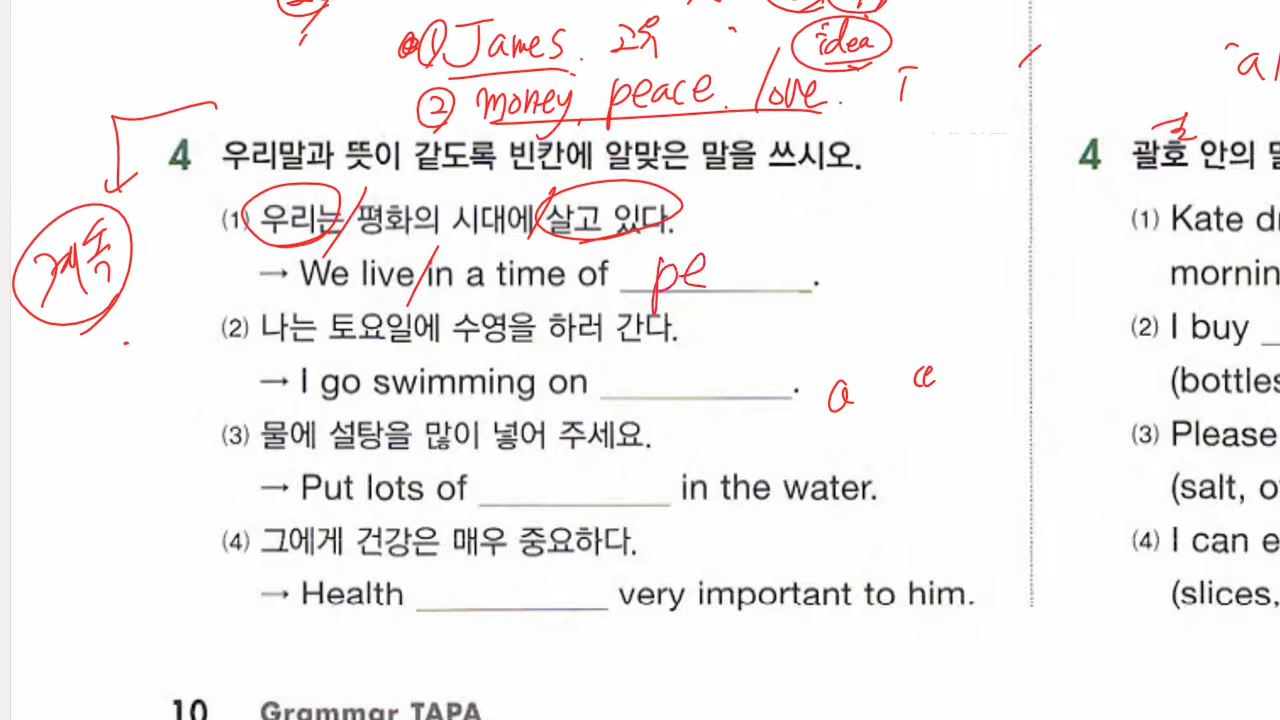 ① James. 고유 idea
② money, peace. love.
4 우리말과 뜻이 같도록 빈칸에 알맞은 말을 쓰시오.
(1) 우리는 평화의 시대에 살고 있다.
→ We live in a time of pe.
(2) 나는 토요일에 수영을 하러 간다.
→ I go swimming on ____. a
(3) 물에 설탕을 많이 넣어 주세요.
→ Put lots of ____ in the water.
(4) 그에게 건강은 매우 중요하다.
→ Health ____ very important to him.
계속
10 Grammar TAPA
4 괄호 안의
(1) Kate
mornin
(2) I buy
(bottles
(3) Please
(salt,
(4) I can e
(slices,